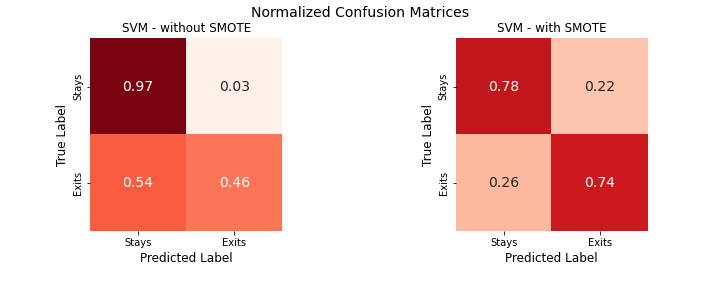 Normalized Confusion Matrices
SVM - without SMOTE
Stays
0.97
0.03
Exits
0.54
0.46
True Label
Stays
Exits
Predicted Label
SVM - with SMOTE
Stays
0.78
0.22
Exits
0.26
0.74
True Label
Stays
Exits
Predicted Label